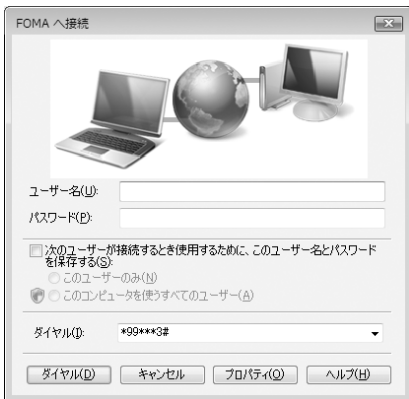 FOMA へ接続
ユーザー名(U):
パスワード(P):
次のユーザーが接続するとき使用するために、このユーザー名とパスワード
を保存する(S):
このユーザーのみ(N)
このコンピュータを使うすべてのユーザー(A)
ダイヤル(I):
*99***3#
ダイヤル(D)
キャンセル
プロパティ(O)
ヘルプ(H)